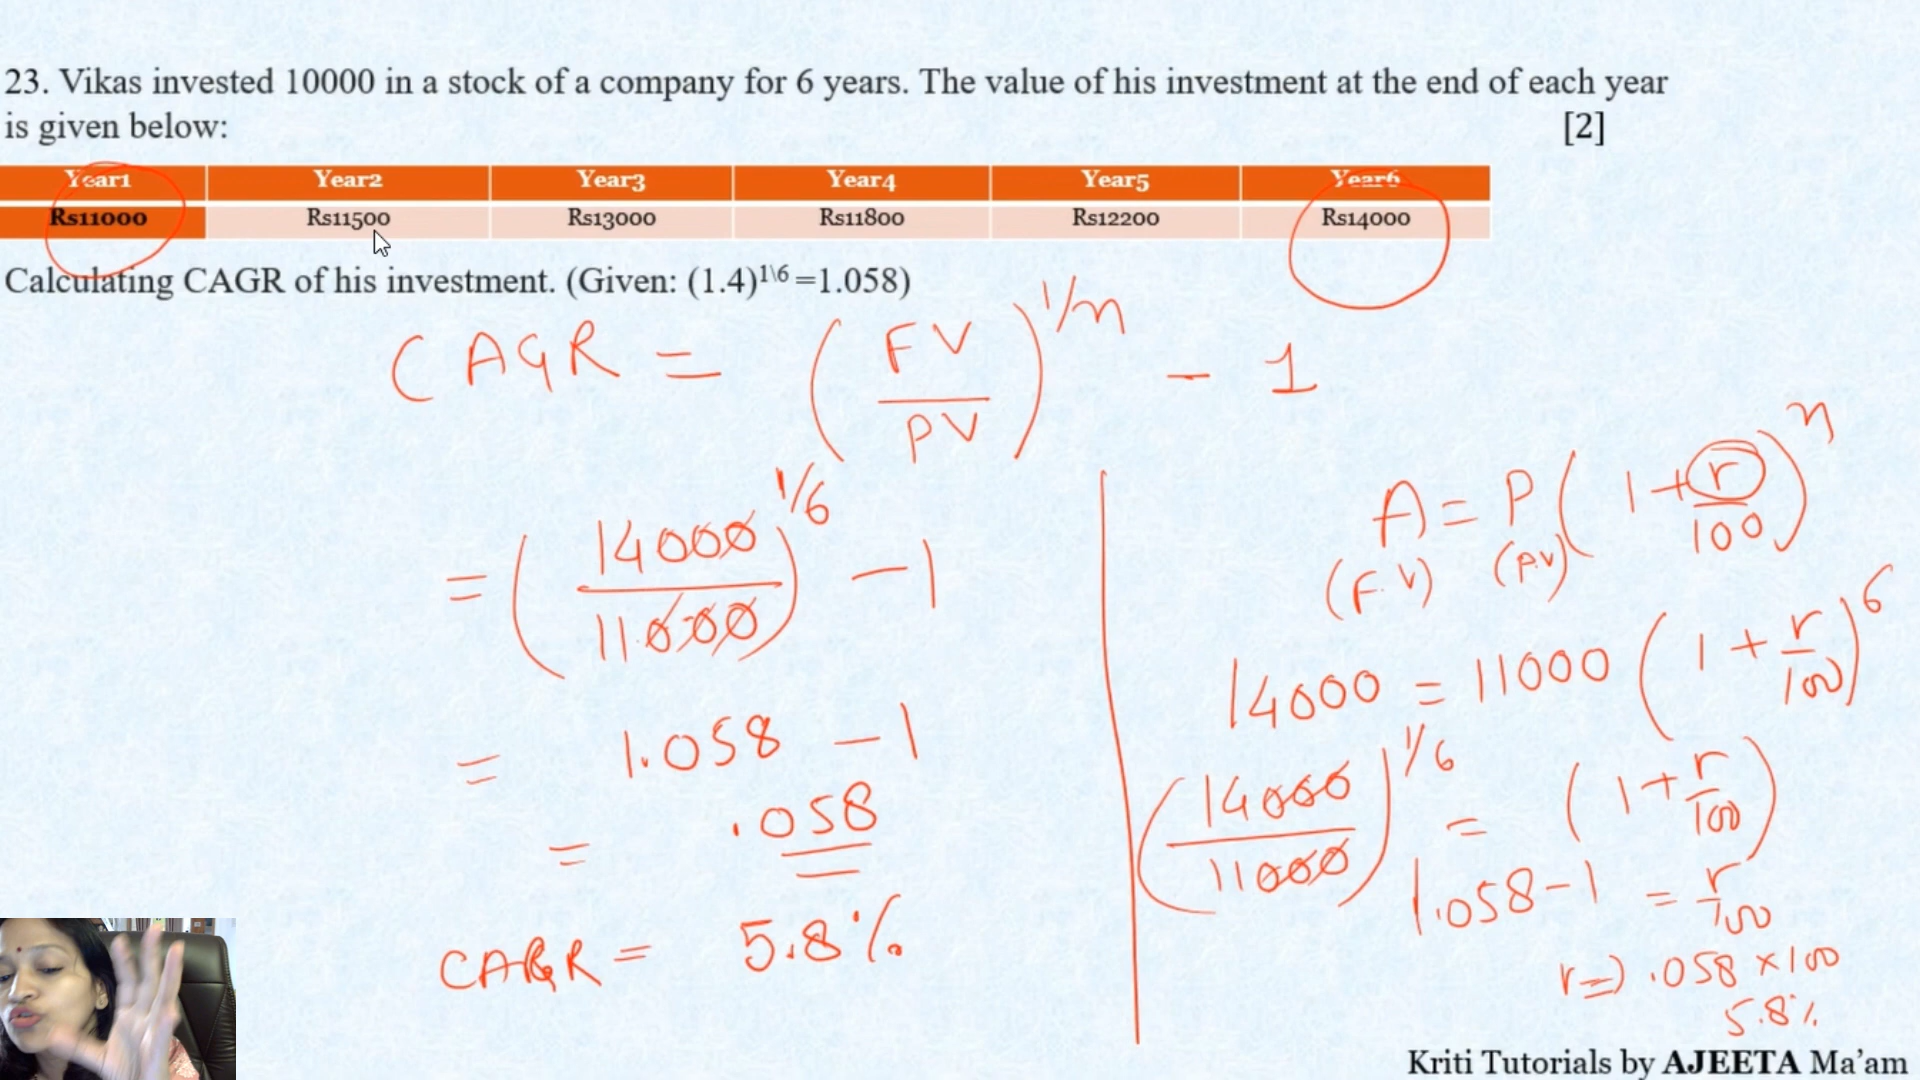 23. Vikas invested 10000 in a stock of a company for 6 years. The value of his investment at the end of each year
is given below: [2]
Year1 Year2 Year3 Year4 Year5 Year6
Rs11000 Rs11500 Rs13000 Rs11800 Rs12200 Rs14000
Calculating CAGR of his investment. (Given: (1.4)^1\6 =1.058)
CAGR = (FV/PV)^1/n - 1
= (14000/11000)^1/6 - 1
= 1.058 - 1
= .058
CAGR = 5.8%
A = P(1 + r/100)^n
(F.V) (P.V)
14000 = 11000 (1 + r/100)^6
(14000/11000)^1/6 = (1 + r/100)
1.058 - 1 = r/100
r => .058 × 100
5.8%
Kriti Tutorials by AJEETA Ma'am